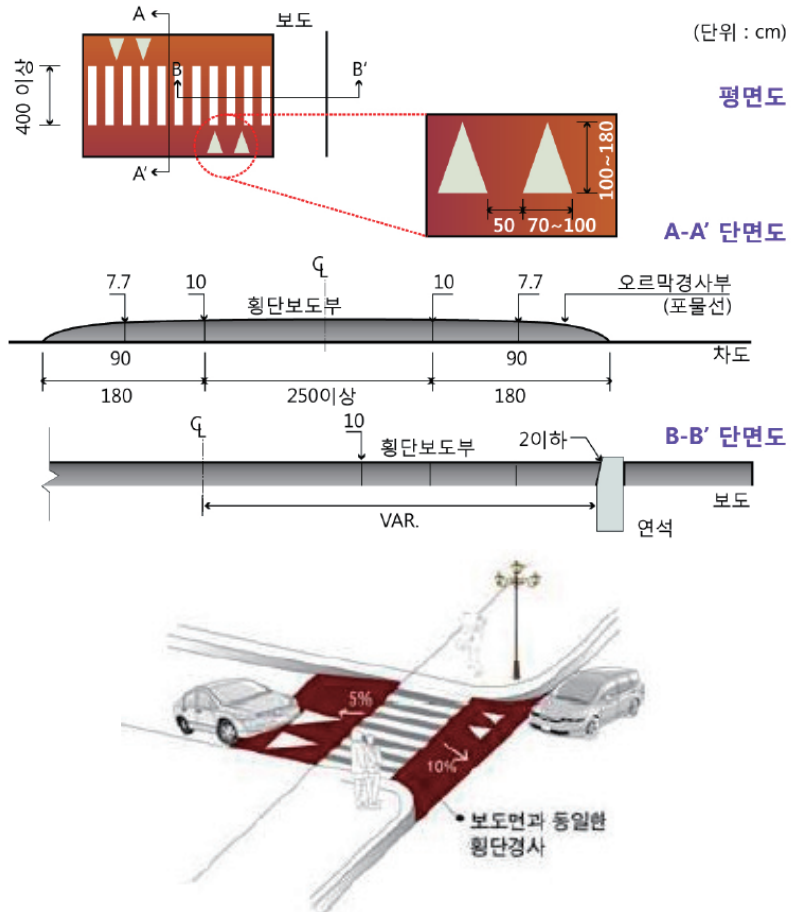 A
보도
(단위 : cm)
B
B'
평면도
400 이상
A'
100~180
50
70~100
A-A' 단면도
℄
7.7
10
횡단보도부
10
7.7
오르막경사부
(포물선)
90
90
차도
180
250이상
180
℄
10
횡단보도부
2이하
B-B' 단면도
VAR.
보도
연석
5%
10%
• 보도면과 동일한
횡단경사